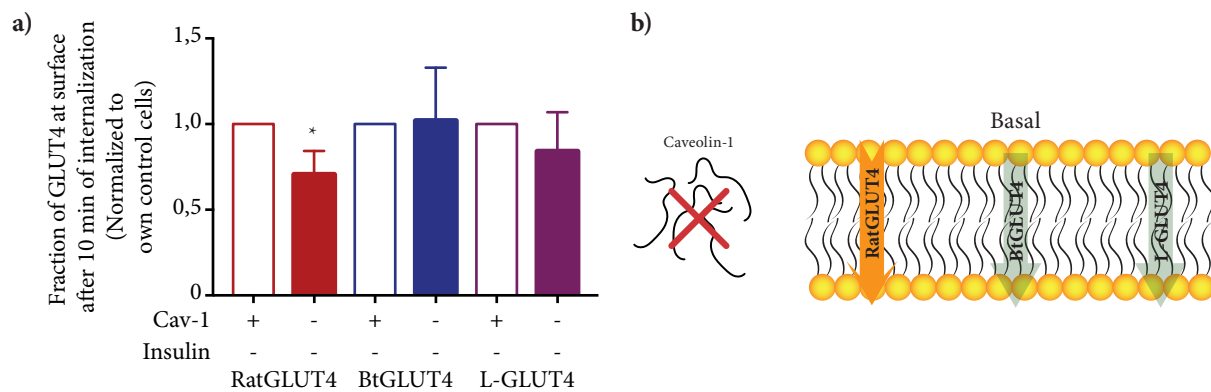 a)
Fraction of GLUT4 at surface
after 10 min of internalization
(Normalized to
own control cells)
1,5
1,0
0,5
0
*
Cav-1 + - + - + -
Insulin - - - - - -
RatGLUT4 BtGLUT4 L-GLUT4
b)
Caveolin-1
Basal
RatGLUT4
BtGLUT4
L-GLUT4